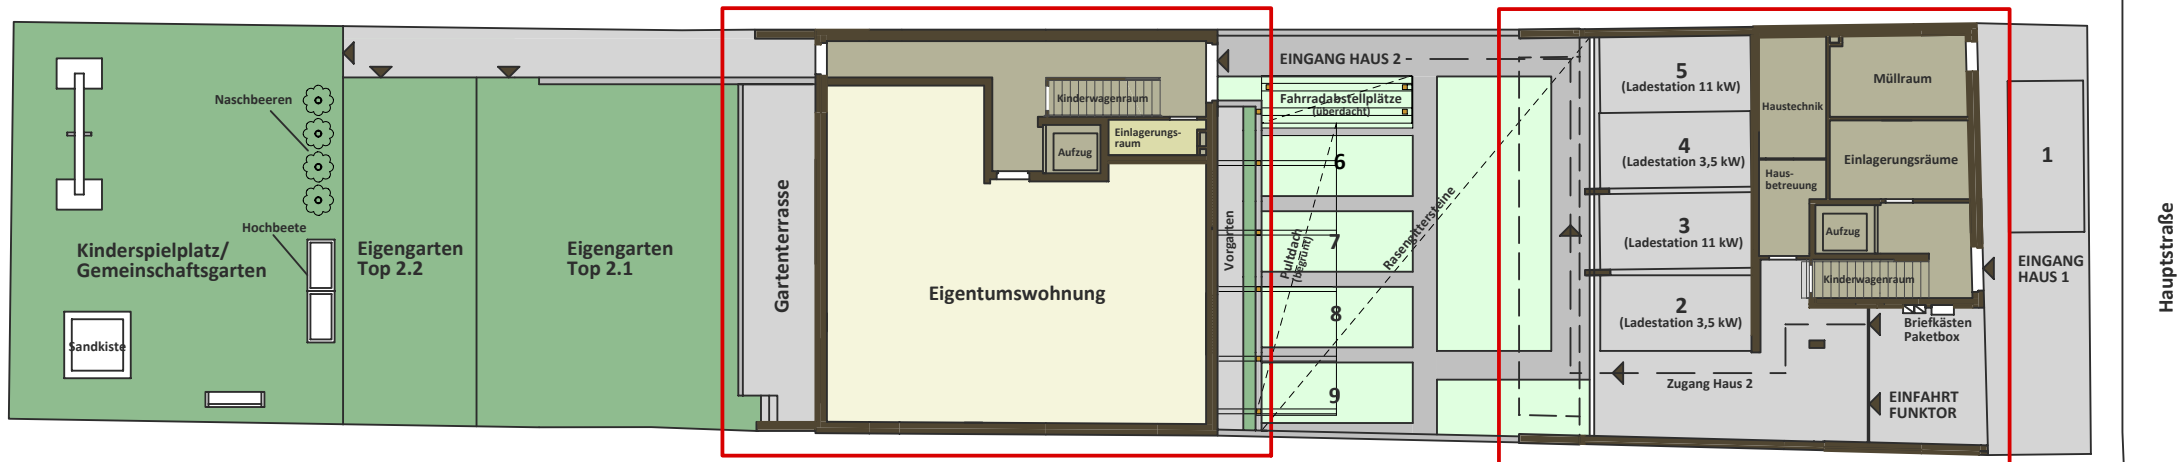 Naschbeeren
Hochbeete
Kinderspielplatz/
Gemeinschaftsgarten
Sandkiste
Eigengarten
Top 2.2
Eigengarten
Top 2.1
Gartenterrasse
Eigentumswohnung
Kinderwagenraum
Aufzug
Einlagerungs-
raum
Vorgarten
EINGANG HAUS 2
Fahrradabstellplätze
(überdacht)
6
7
8
9
Pultdach
(begrünt)
Rasengittersteine
5
(Ladestation 11 kW)
4
(Ladestation 3,5 kW)
3
(Ladestation 11 kW)
2
(Ladestation 3,5 kW)
Zugang Haus 2
Haustechnik
Haus-
betreuung
Müllraum
Einlagerungsräume
Aufzug
Kinderwagenraum
Briefkästen
Paketbox
EINFAHRT
FUNKTOR
1
EINGANG
HAUS 1
Hauptstraße